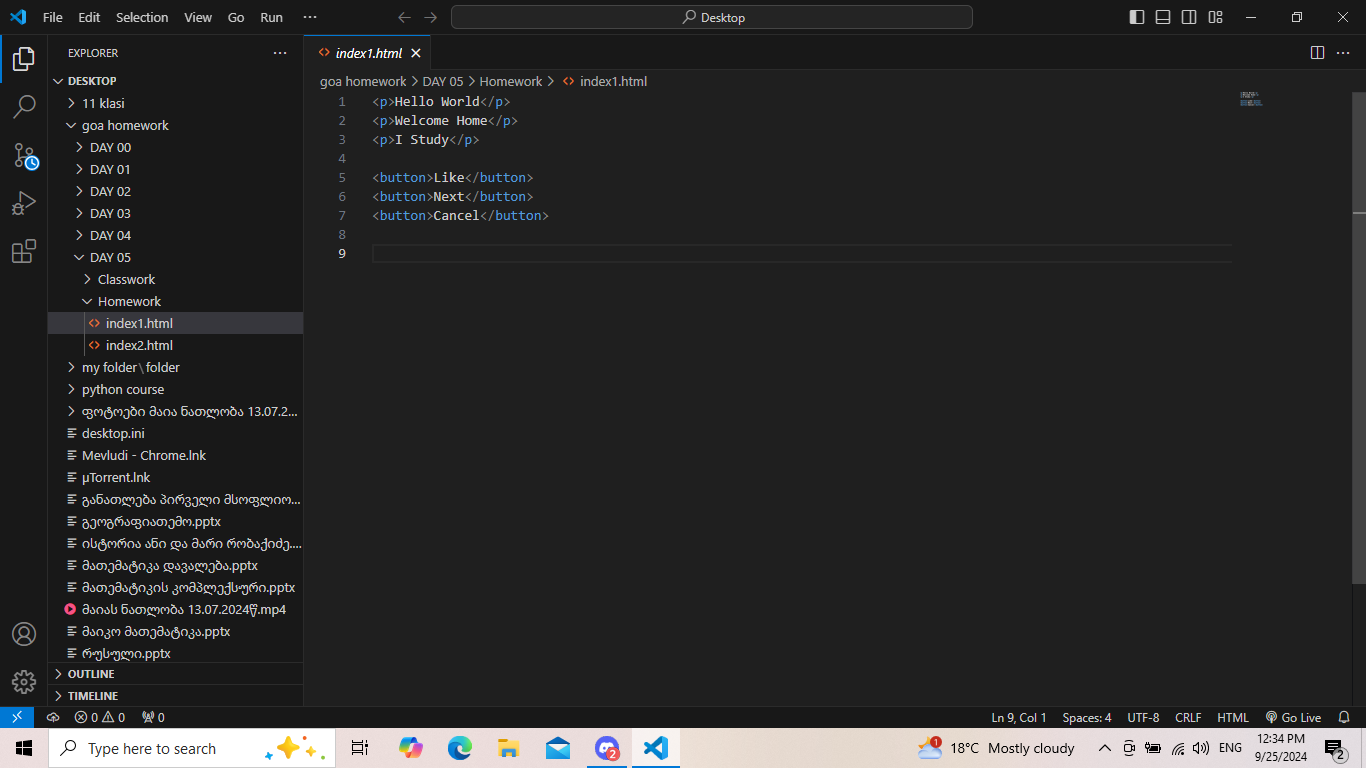 File Edit Selection View Go Run ···
Desktop
EXPLORER ···
index1.html
DESKTOP
11 klasi
goa homework
DAY 00
DAY 01
DAY 02
DAY 03
DAY 04
DAY 05
Classwork
Homework
index1.html
index2.html
my folder\folder
python course
ფოტოები მაია ნათლობა 13.07.2...
desktop.ini
Mevludi - Chrome.lnk
µTorrent.lnk
განათლება პირველი მსოფლიო...
გეოგრაფიათემო.pptx
ისტორია ანი და მარი რობაქიძე....
მათემატიკა დავალება.pptx
მათემატიკის კომპლექსური.pptx
მაიას ნათლობა 13.07.2024წ.mp4
მაიკო მათემატიკა.pptx
რუსული.pptx
OUTLINE
TIMELINE
goa homework > DAY 05 > Homework > index1.html
1 <p>Hello World</p>
2 <p>Welcome Home</p>
3 <p>I Study</p>
4
5 <button>Like</button>
6 <button>Next</button>
7 <button>Cancel</button>
8
9
0 0 0 Ln 9, Col 1 Spaces: 4 UTF-8 CRLF HTML Go Live
Type here to search 2 1 18°C Mostly cloudy ENG 12:34 PM 2
9/25/2024